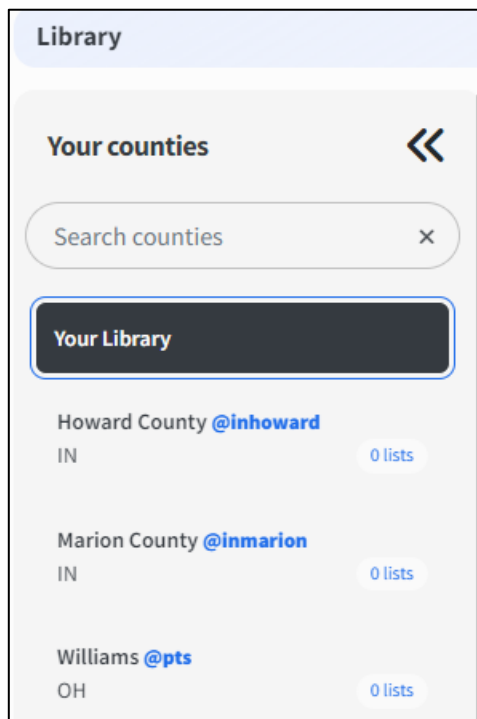 Library
Your counties
Search counties
Your Library
Howard County @inhoward
IN
0 lists
Marion County @inmarion
IN
0 lists
Williams @pts
OH
0 lists